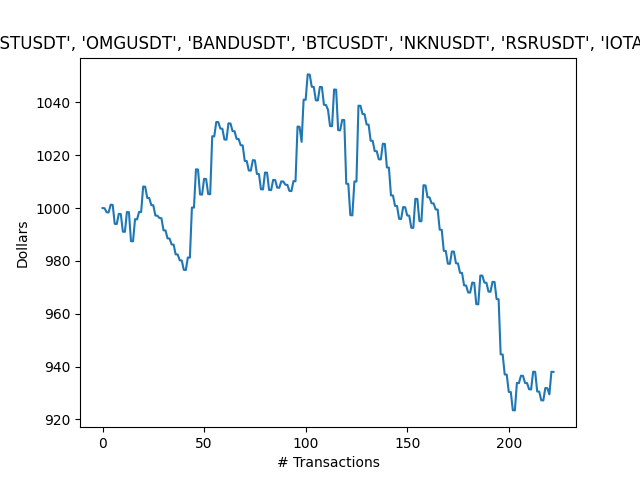 STUSDT', 'OMGUSDT', 'BANDUSDT', 'BTCUSDT', 'NKNUSDT', 'RSRUSDT', 'IOTA
1040
1020
1000
980
960
940
920
Dollars
0 50 100 150 200
# Transactions